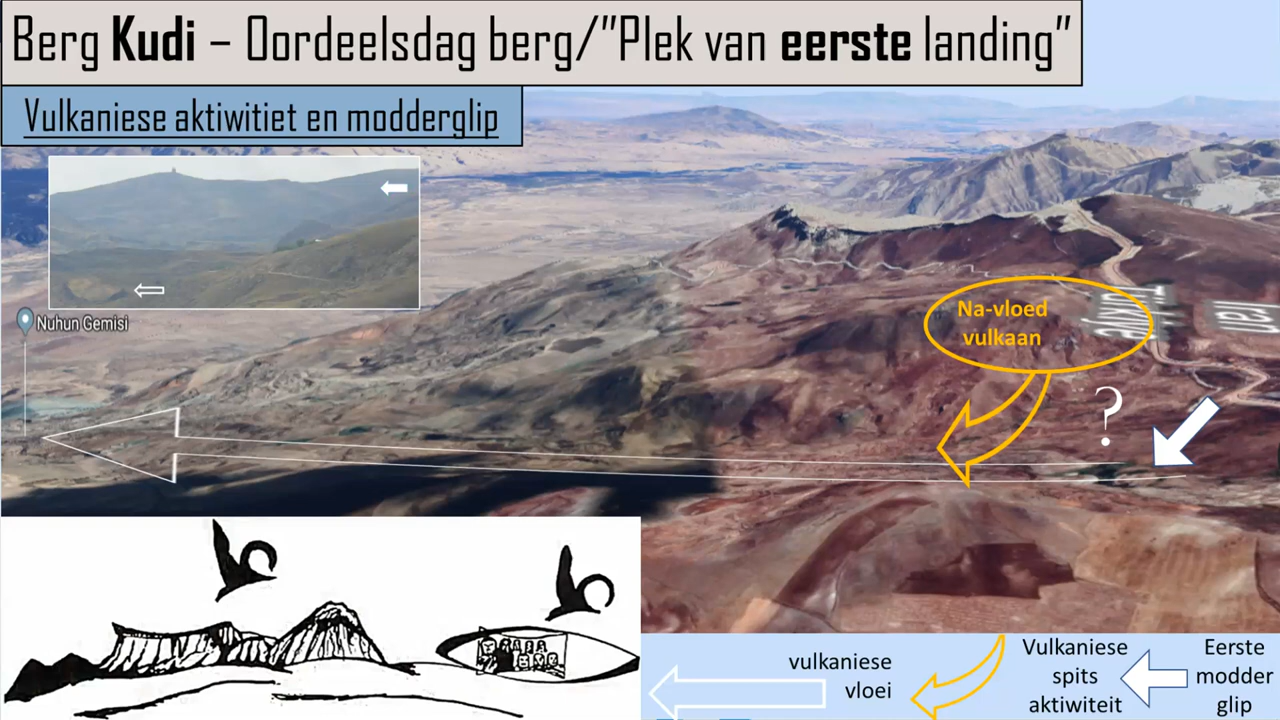 Berg Kudi – Oordeelsdag berg/"Plek van eerste landing"
Vulkaniese aktiwitiet en modderglip
Nuhun Gemisi
Na-vloed
vulkaan
?
vulkaniese
vloei
Vulkaniese
spits
aktiwiteit
Eerste
modder
glip